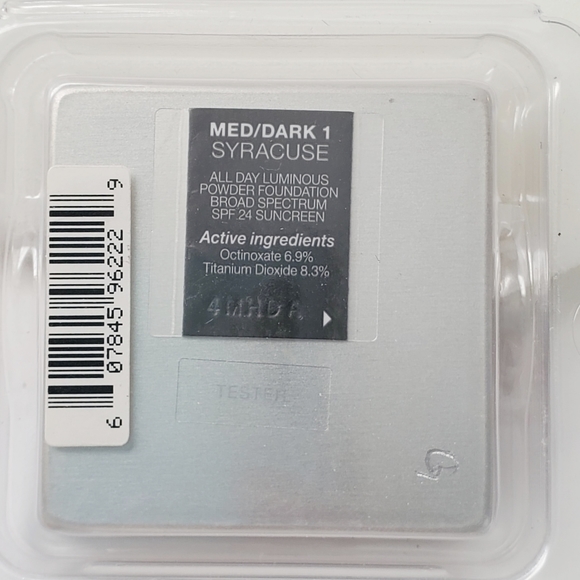 MED/DARK 1
SYRACUSE
ALL DAY LUMINOUS
POWDER FOUNDATION
BROAD SPECTRUM
SPF 24 SUNCREEN
Active ingredients
Octinoxate 6.9%
Titanium Dioxide 8.3%
TESTER
6 07845 96222 9